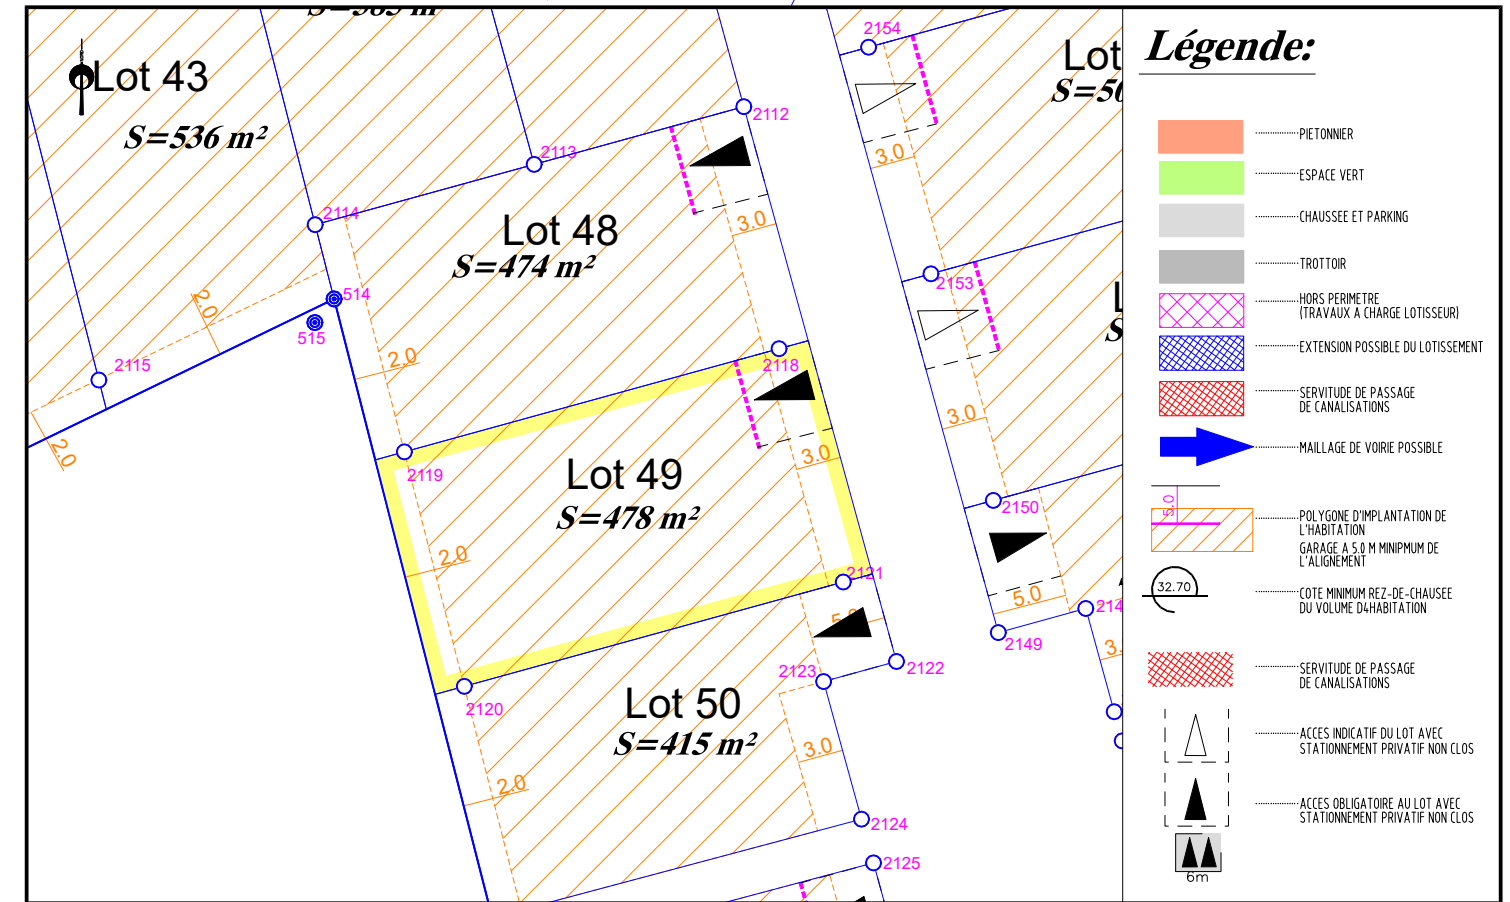 Lot 43
S=536 m²
2113
2112
2114
3.0
Lot 48
S=474 m²
2.0
514
515
2115
2.0
2.0
2118
2119
3.0
Lot 49
S=478 m²
2.0
2121
2120
2123
2122
Lot 50
S=415 m²
3.0
2.0
2124
2125
2154
Lot
3.0
2153
3.0
2150
5.0
2149
Légende:
PIETONNIER
ESPACE VERT
CHAUSSEE ET PARKING
TROTTOIR
HORS PERIMETRE
(TRAVAUX A CHARGE LOTISSEUR)
EXTENSION POSSIBLE DU LOTISSEMENT
SERVITUDE DE PASSAGE
DE CANALISATIONS
MAILLAGE DE VOIRIE POSSIBLE
5.0
POLYGONE D'IMPLANTATION DE
L'HABITATION
GARAGE A 5.0 M MINIPMUM DE
L'ALIGNEMENT
32.70
COTE MINIMUM REZ-DE-CHAUSEE
DU VOLUME D4HABITATION
SERVITUDE DE PASSAGE
DE CANALISATIONS
ACCES INDICATIF DU LOT AVEC
STATIONNEMENT PRIVATIF NON CLOS
ACCES OBLIGATOIRE AU LOT AVEC
STATIONNEMENT PRIVATIF NON CLOS
6m